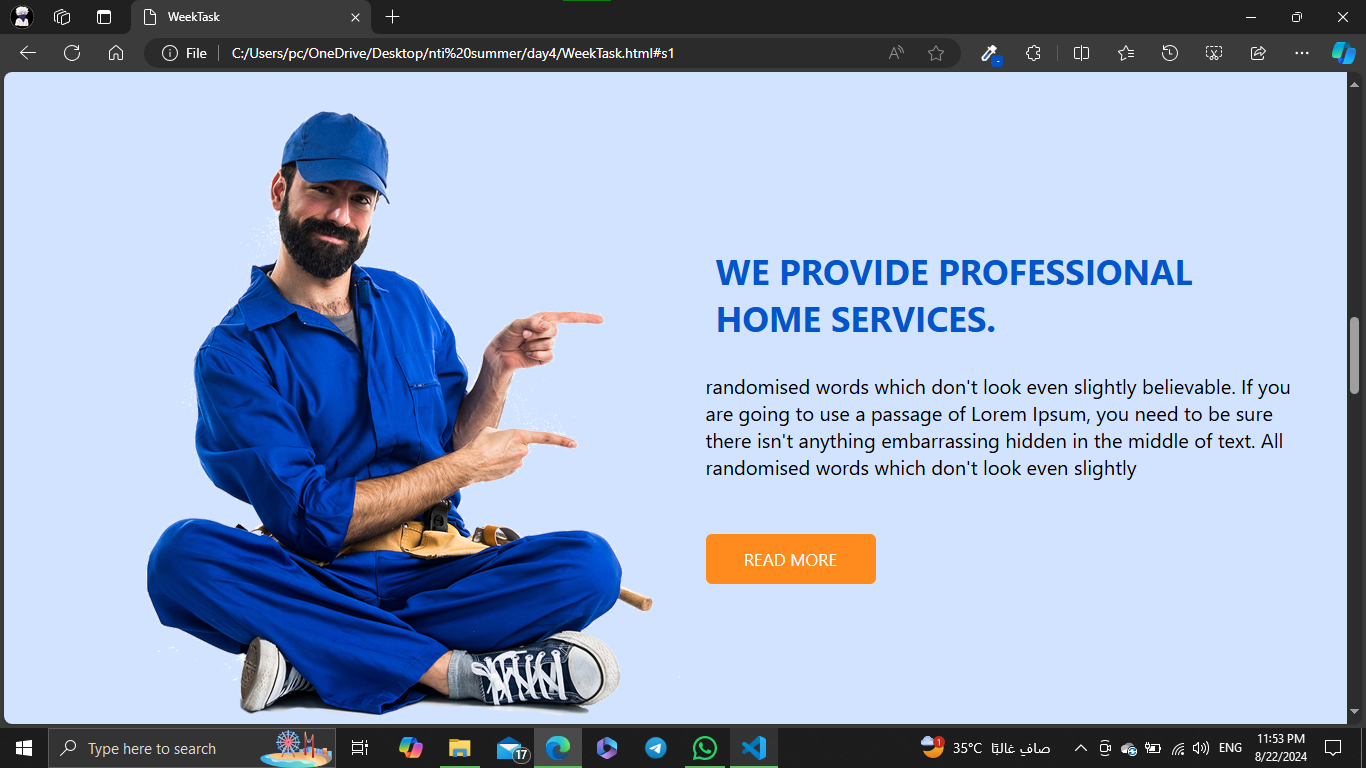 WeekTask
File
C:/Users/pc/OneDrive/Desktop/nti%20summer/day4/WeekTask.html#s1
WE PROVIDE PROFESSIONAL
HOME SERVICES.
randomised words which don't look even slightly believable. If you
are going to use a passage of Lorem Ipsum, you need to be sure
there isn't anything embarrassing hidden in the middle of text. All
randomised words which don't look even slightly
READ MORE
Type here to search
17
1
35°C صافٍ غالبًا
ENG
11:53 PM
8/22/2024